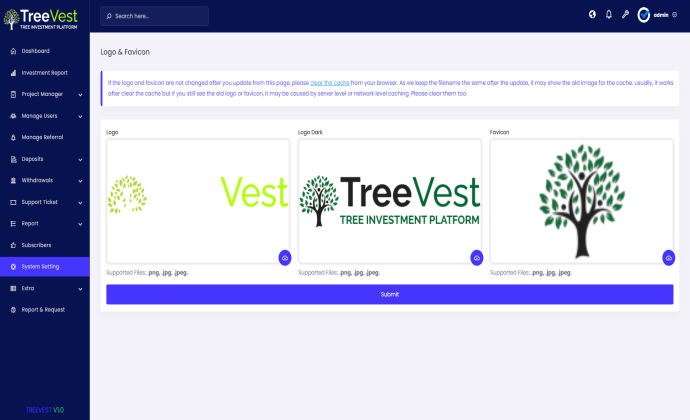 TreeVest
TREE INVESTMENT PLATFORM
Search here...
admin
Dashboard
Investment Report
Project Manager
Manage Users
Manage Referral
Deposits
Withdrawals
Support Ticket
Report
Subscribers
System Setting
Extra
Report & Request
TREEVEST V1.0
Logo & Favicon
If the logo and favicon are not changed after you update from this page, please clear the cache from your browser. As we keep the filename the same after the update, it may show the old image for the cache. usually, it works
after clear the cache but if you still see the old logo or favicon, it may be caused by server level or network level caching. Please clear them too.
Logo
Logo Dark
Favicon
Vest
TreeVest
TREE INVESTMENT PLATFORM
Supported Files: .png, .jpg, .jpeg.
Supported Files: .png, .jpg, .jpeg.
Supported Files: .png, .jpg, .jpeg.
Submit